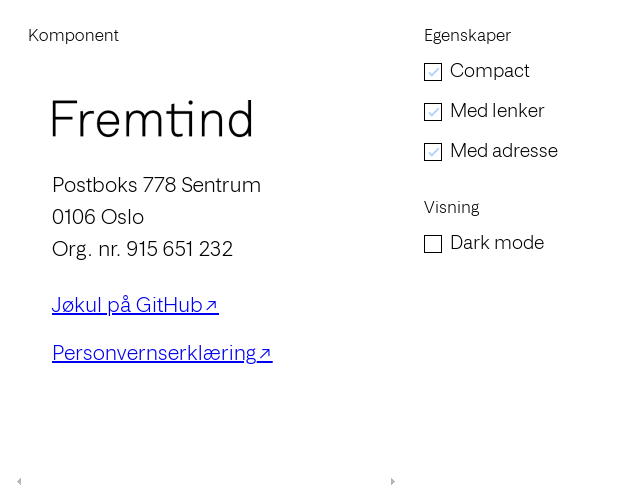 Komponent
Fremtind
Postboks 778 Sentrum
0106 Oslo
Org. nr. 915 651 232
Jøkul på GitHub↗
Personvernserklæring↗
Egenskaper
Compact
Med lenker
Med adresse
Visning
Dark mode